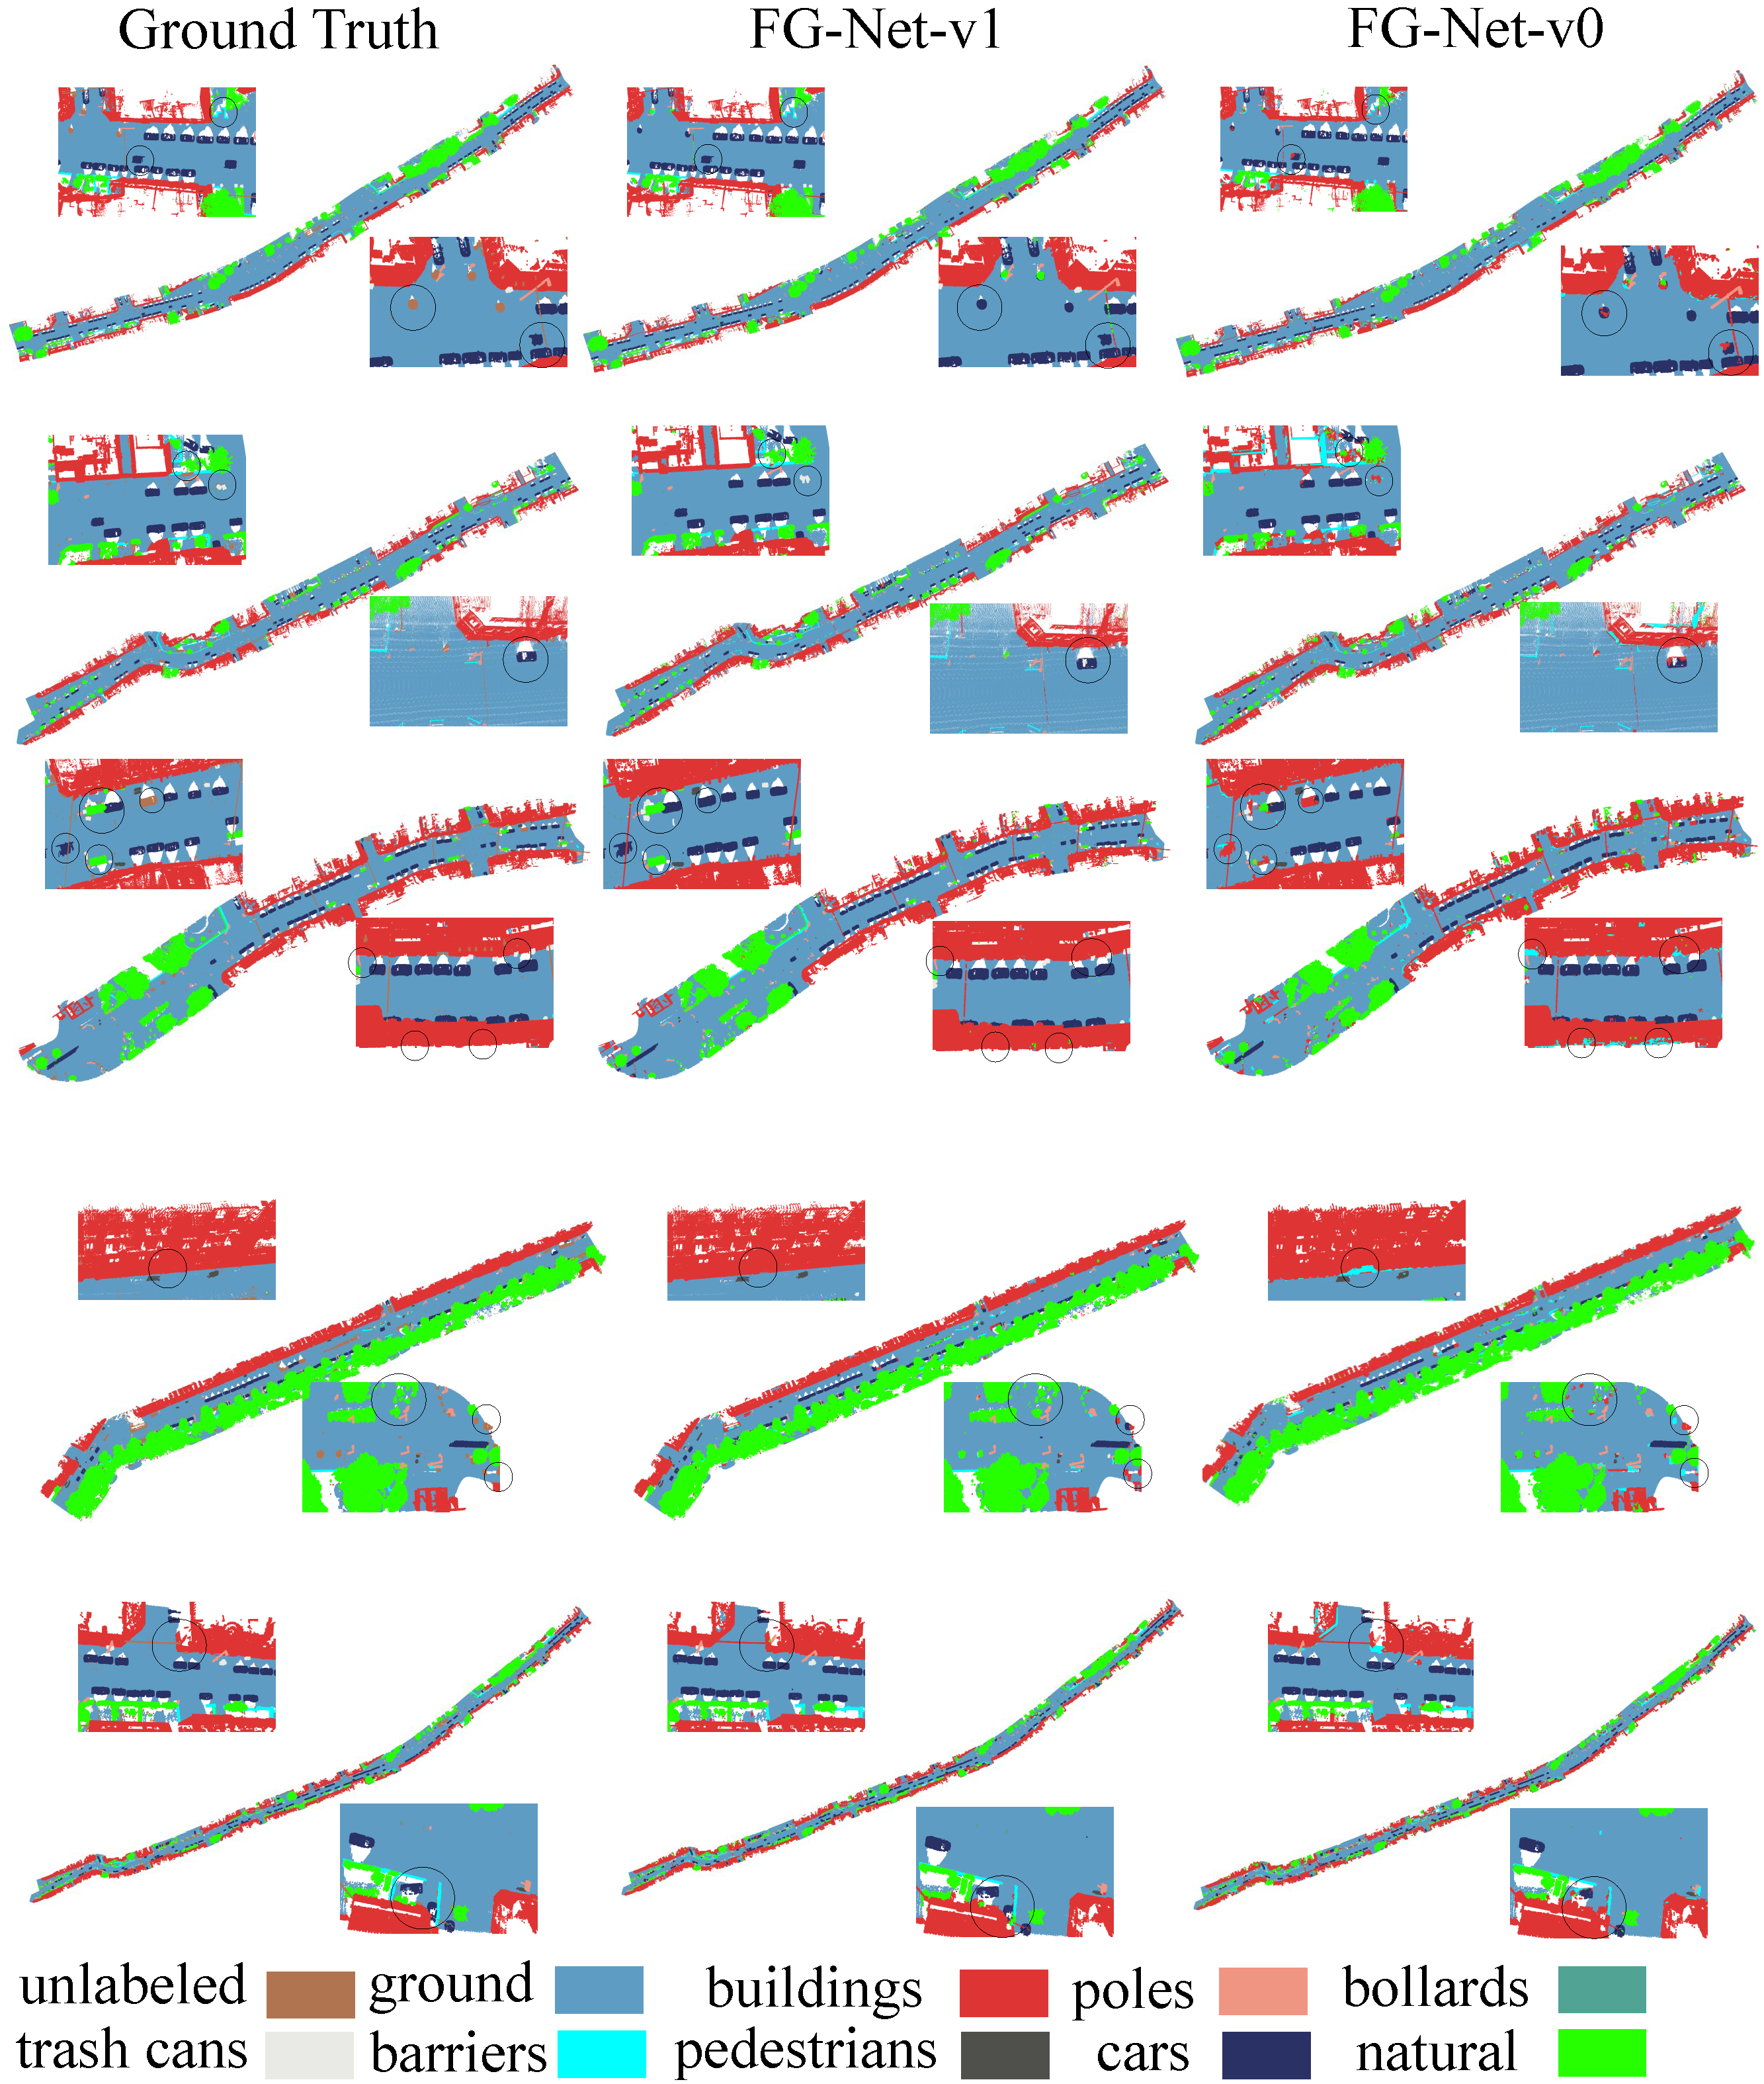 Ground Truth FG-Net-v1 FG-Net-v0
unlabeled ground buildings poles bollards
trash cans barriers pedestrians cars natural